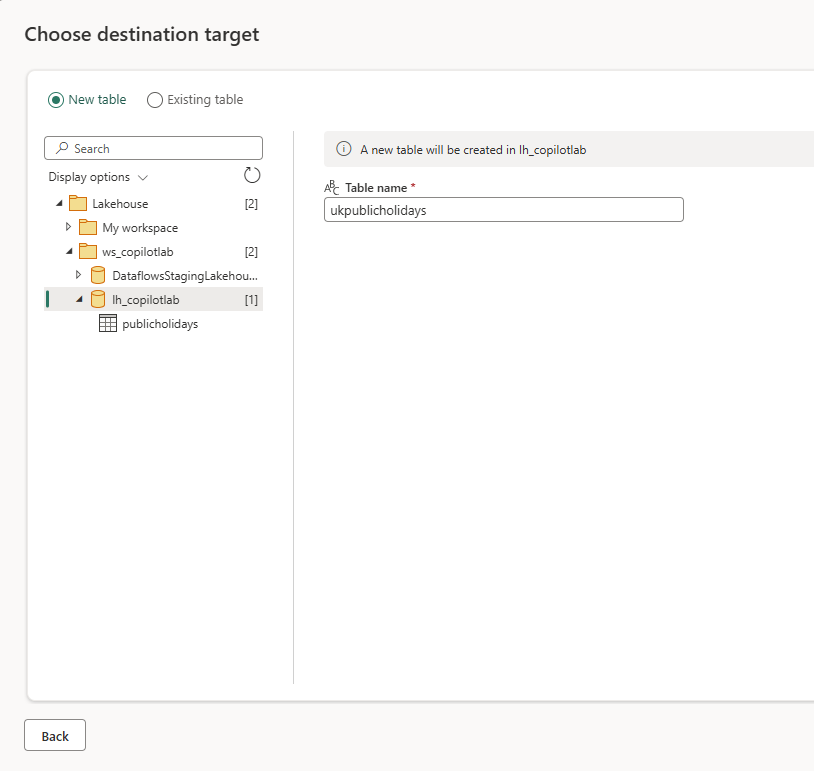 Choose destination target
New table
Existing table
Search
Display options
Lakehouse [2]
My workspace
ws_copilotlab [2]
DataflowsStagingLakehou...
lh_copilotlab [1]
publicholidays
A new table will be created in lh_copilotlab
ABC Table name *
ukpublicholidays
Back